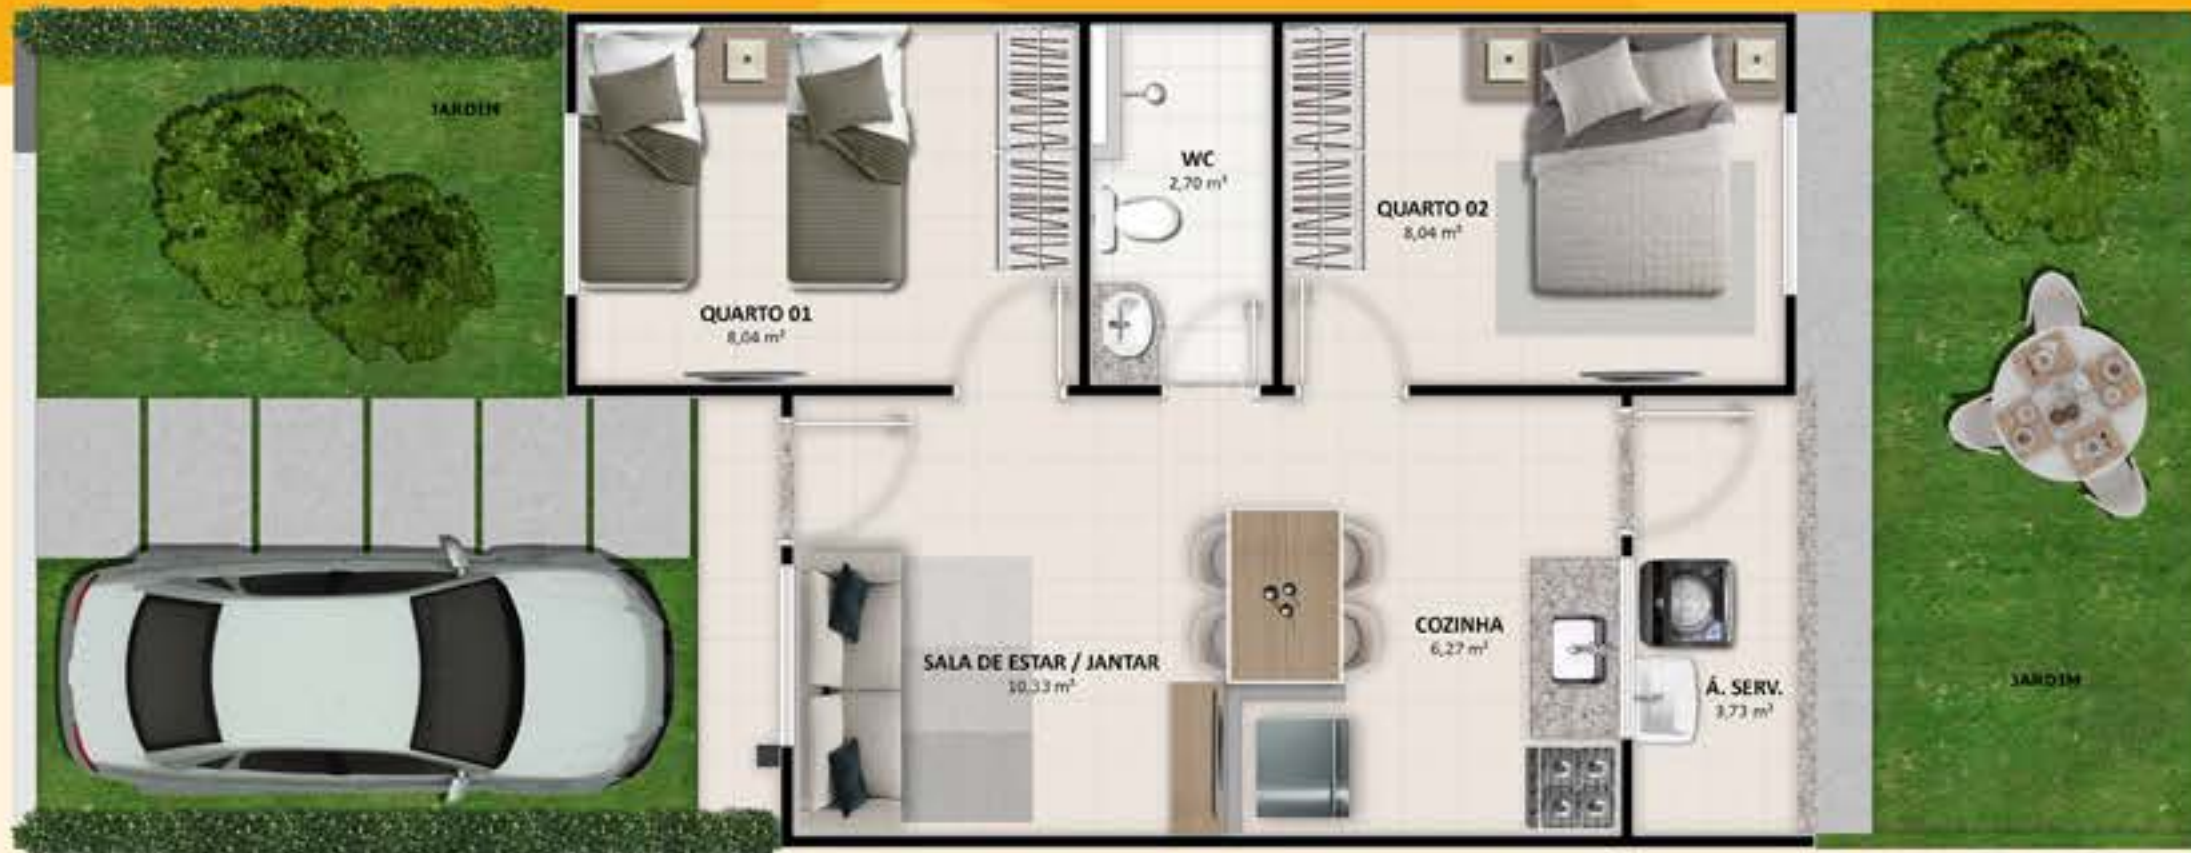 JARDIM
WC
2,70 m²
QUARTO 02
8,04 m²
QUARTO 01
8,04 m²
COZINHA
6,27 m²
SALA DE ESTAR / JANTAR
10,33 m²
Á. SERV.
3,73 m²
JARDIM